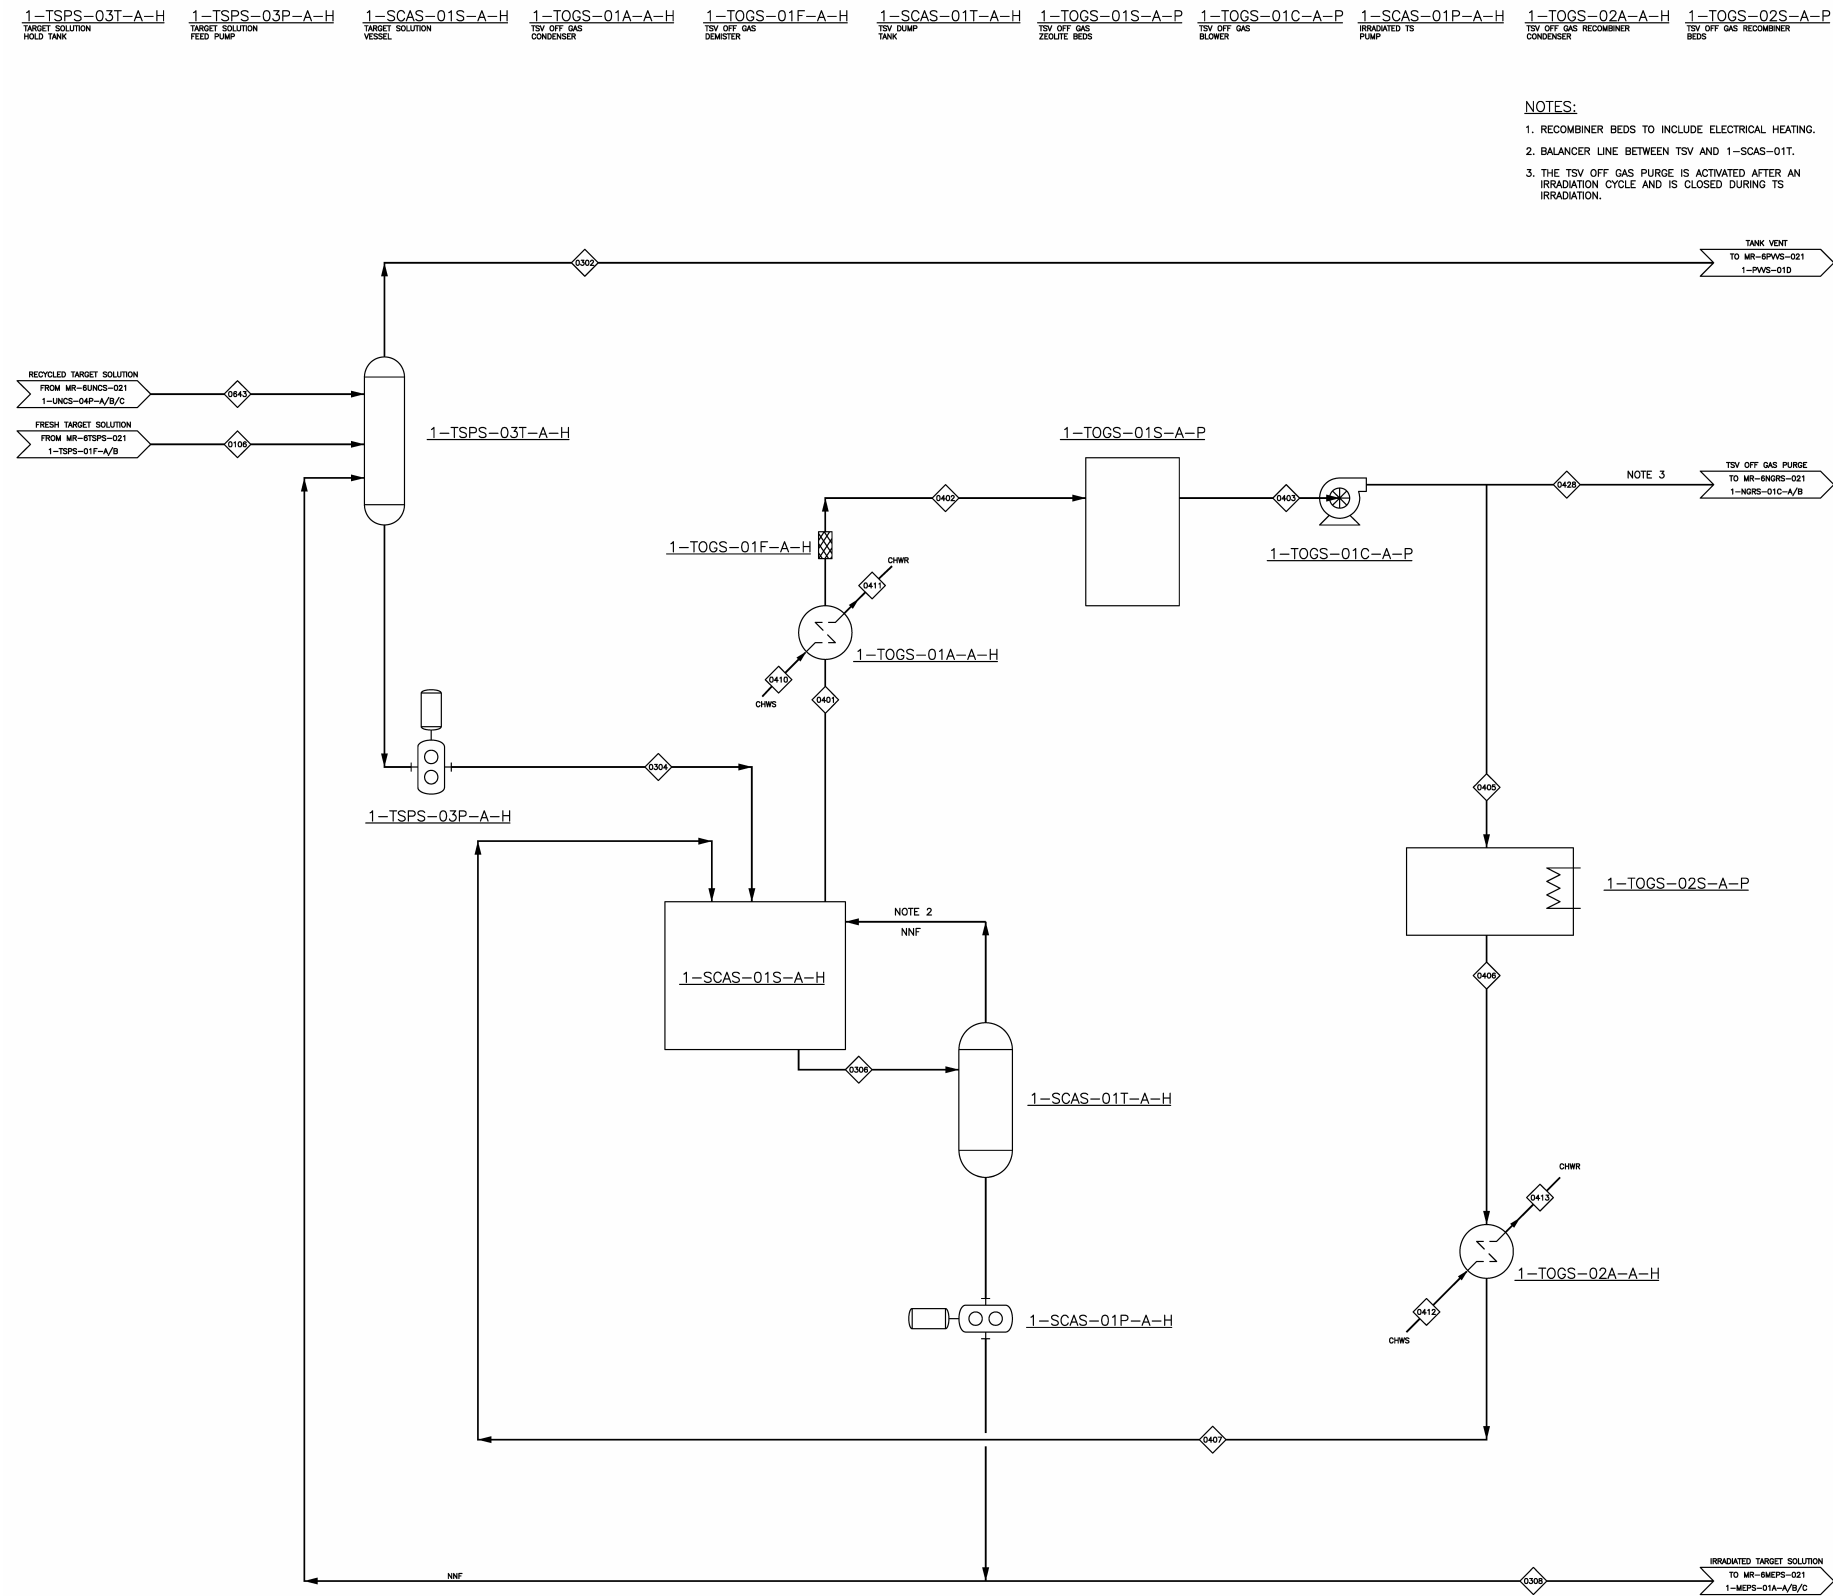 1-TSPS-03T-A-H
TARGET SOLUTION
HOLD TANK
1-TSPS-03P-A-H
TARGET SOLUTION
FEED PUMP
1-SCAS-01S-A-H
TARGET SOLUTION
VESSEL
1-TOGS-01A-A-H
TSV OFF GAS
CONDENSER
1-TOGS-01F-A-H
TSV OFF GAS
DEMISTER
1-SCAS-01T-A-H
TSV DUMP
TANK
1-TOGS-01S-A-P
TSV OFF GAS
ZEOLITE BEDS
1-TOGS-01C-A-P
TSV OFF GAS
BLOWER
1-SCAS-01P-A-H
IRRADIATED TS
PUMP
1-TOGS-02A-A-H
TSV OFF GAS RECOMBINER
CONDENSER
1-TOGS-02S-A-P
TSV OFF GAS RECOMBINER
BEDS
NOTES:
1. RECOMBINER BEDS TO INCLUDE ELECTRICAL HEATING.
2. BALANCER LINE BETWEEN TSV AND 1-SCAS-01T.
3. THE TSV OFF GAS PURGE IS ACTIVATED AFTER AN
IRRADIATION CYCLE AND IS CLOSED DURING TS
IRRADIATION.
0302
TANK VENT
TO MR-6PVVS-021
1-PVVS-01D
RECYCLED TARGET SOLUTION
FROM MR-6UNCS-021
1-UNCS-04P-A/B/C
0643
FRESH TARGET SOLUTION
FROM MR-6TSPS-021
1-TSPS-01F-A/B
0106
1-TSPS-03T-A-H
1-TOGS-01S-A-P
0402
0403
0428
NOTE 3
TSV OFF GAS PURGE
TO MR-6NGRS-021
1-NGRS-01C-A/B
1-TOGS-01F-A-H
1-TOGS-01C-A-P
CHWR
0411
1-TOGS-01A-A-H
0410
CHWS
0401
0304
1-TSPS-03P-A-H
0405
1-TOGS-02S-A-P
NOTE 2
NNF
1-SCAS-01S-A-H
0406
0306
1-SCAS-01T-A-H
CHWR
0413
1-TOGS-02A-A-H
0412
CHWS
1-SCAS-01P-A-H
0407
NNF
0308
IRRADIATED TARGET SOLUTION
TO MR-6MEPS-021
1-MEPS-01A-A/B/C